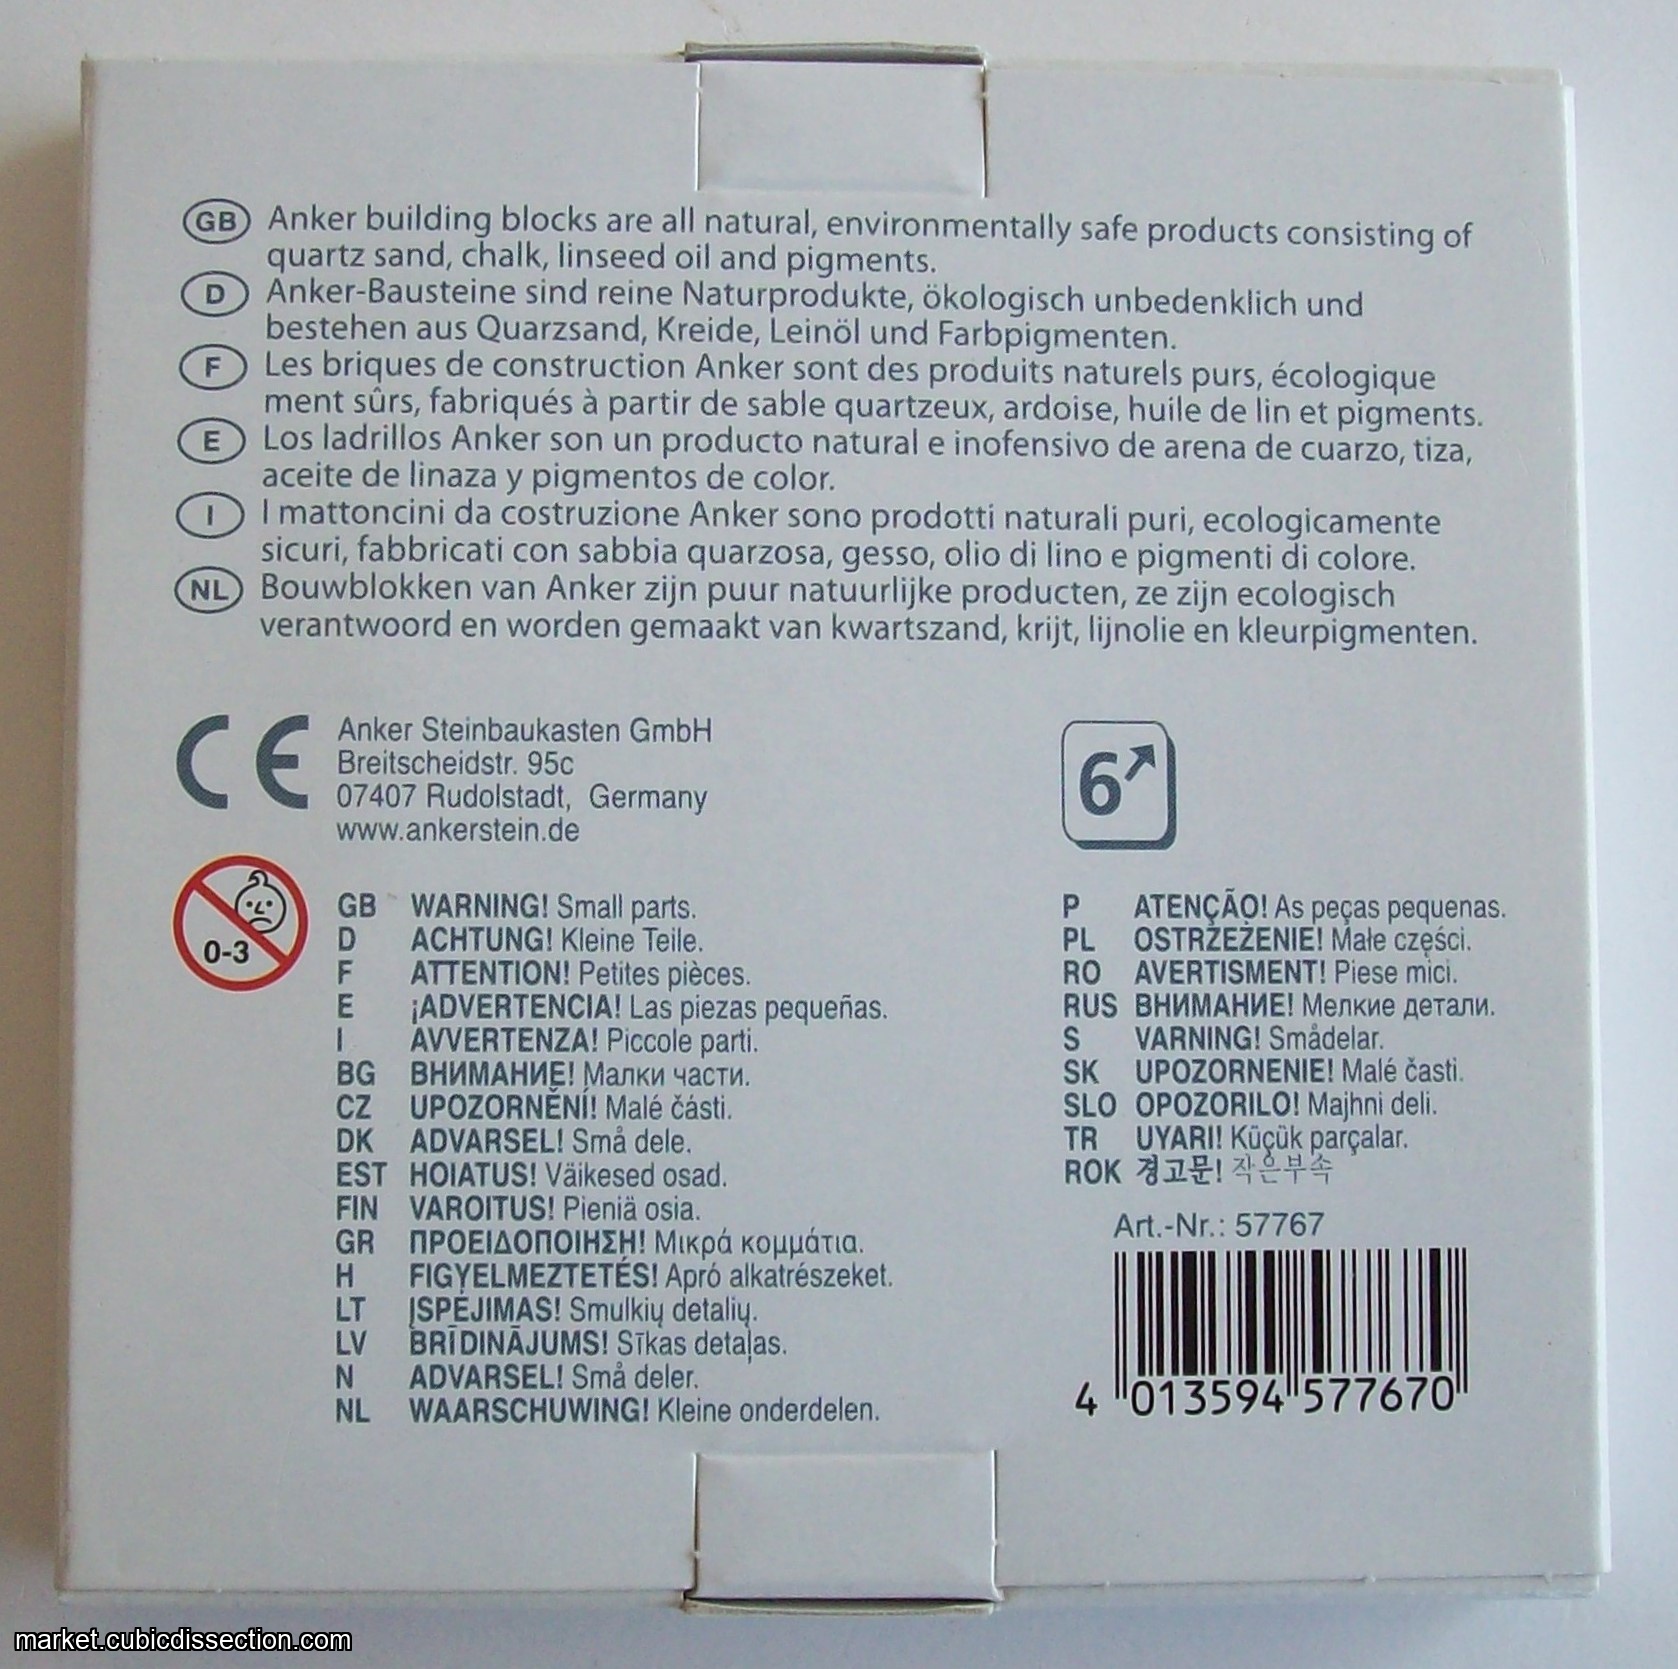 GB Anker building blocks are all natural, environmentally safe products consisting of
quartz sand, chalk, linseed oil and pigments.
D Anker-Bausteine sind reine Naturprodukte, ökologisch unbedenklich und
bestehen aus Quarzsand, Kreide, Leinöl und Farbpigmenten.
F Les briques de construction Anker sont des produits naturels purs, écologique
ment sûrs, fabriqués à partir de sable quartzeux, ardoise, huile de lin et pigments.
E Los ladrillos Anker son un producto natural e inofensivo de arena de cuarzo, tiza,
aceite de linaza y pigmentos de color.
I I mattoncini da costruzione Anker sono prodotti naturali puri, ecologicamente
sicuri, fabbricati con sabbia quarzosa, gesso, olio di lino e pigmenti di colore.
NL Bouwblokken van Anker zijn puur natuurlijke producten, ze zijn ecologisch
verantwoord en worden gemaakt van kwartszand, krijt, lijnolie en kleurpigmenten.
CE
Anker Steinbaukasten GmbH
Breitscheidstr. 95c
07407 Rudolstadt, Germany
www.ankerstein.de
6
0-3
GB WARNING! Small parts.
D ACHTUNG! Kleine Teile.
F ATTENTION! Petites pièces.
E ¡ADVERTENCIA! Las piezas pequeñas.
I AVVERTENZA! Piccole parti.
BG ВНИМАНИЕ! Малки части.
CZ UPOZORNĚNÍ! Malé části.
DK ADVARSEL! Små dele.
EST HOIATUS! Väikesed osad.
FIN VAROITUS! Pieniä osia.
GR ΠΡΟΕΙΔΟΠΟΙΗΣΗ! Μικρά κομμάτια.
H FIGYELMEZTETÉS! Apró alkatrészeket.
LT ĮSPĖJIMAS! Smulkių detalių.
LV BRĪDINĀJUMS! Sīkas detaļas.
N ADVARSEL! Små deler.
NL WAARSCHUWING! Kleine onderdelen.
P ATENÇÃO! As peças pequenas.
PL OSTRZEŻENIE! Małe części.
RO AVERTISMENT! Piese mici.
RUS ВНИМАНИЕ! Мелкие детали.
S VARNING! Smådelar.
SK UPOZORNENIE! Malé časti.
SLO OPOZORILO! Majhni deli.
TR UYARI! Küçük parçalar.
ROK 경고문! 작은부속
Art.-Nr.: 57767
4 013594 577670
market.cubicdissection.com